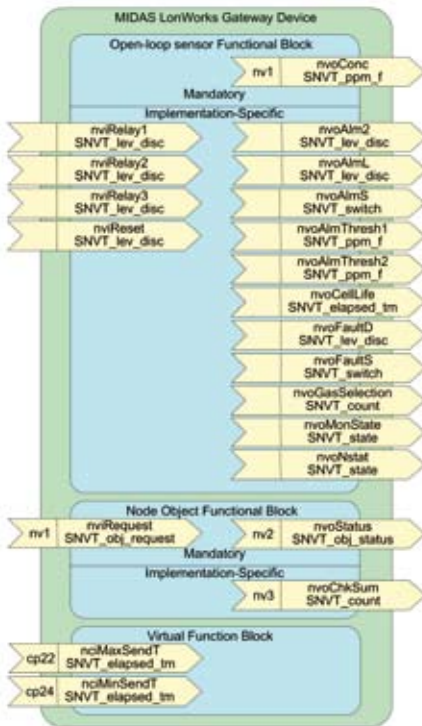 MIDAS LonWorks Gateway Device
Open-loop sensor Functional Block
nv1
nvoConc
SNVT_ppm_f
Mandatory
Implementation-Specific
nviRelay1
SNVT_lev_disc
nviRelay2
SNVT_lev_disc
nviRelay3
SNVT_lev_disc
nviReset
SNVT_lev_disc
nvoAlm2
SNVT_lev_disc
nvoAlmL
SNVT_lev_disc
nvoAlmS
SNVT_switch
nvoAlmThresh1
SNVT_ppm_f
nvoAlmThresh2
SNVT_ppm_f
nvoCellLife
SNVT_elapsed_tm
nvoFaultD
SNVT_lev_disc
nvoFaultS
SNVT_switch
nvoGasSelection
SNVT_count
nvoMonState
SNVT_state
nvoNstat
SNVT_state
Node Object Functional Block
nv1
nviRequest
SNVT_obj_request
nv2
nvoStatus
SNVT_obj_status
Mandatory
Implementation-Specific
nv3
nvoChkSum
SNVT_count
Virtual Function Block
cp22
nciMaxSendT
SNVT_elapsed_tm
cp24
nciMinSendT
SNVT_elapsed_tm